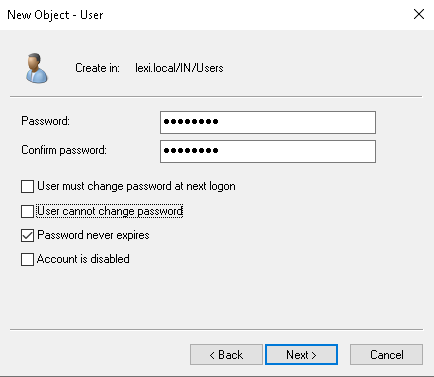 New Object - User
Create in: lexi.local/IN/Users
Password: ●●●●●●●●
Confirm password: ●●●●●●●●
User must change password at next logon
User cannot change password
Password never expires
Account is disabled
< Back Next > Cancel